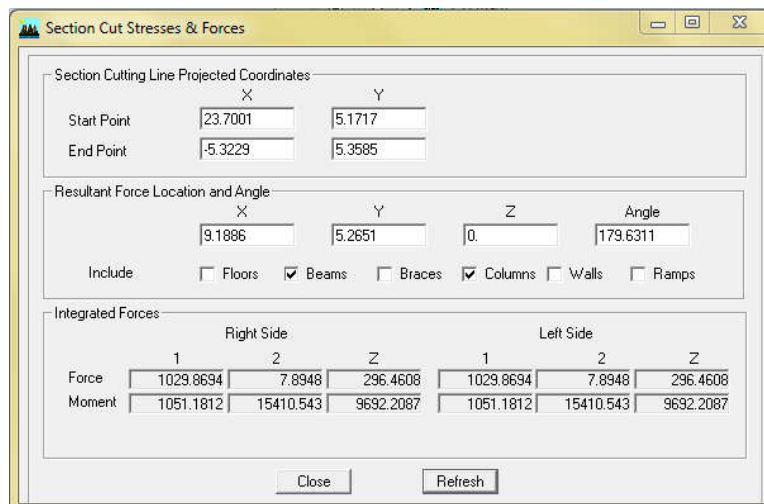 Section Cut Stresses & Forces
Section Cutting Line Projected Coordinates
X Y
Start Point 23.7001 5.1717
End Point -5.3229 5.3585
Resultant Force Location and Angle
X Y Z Angle
9.1886 5.2651 0. 179.6311
Include Floors Beams Braces Columns Walls Ramps
Integrated Forces
Right Side Left Side
1 2 Z 1 2 Z
Force 1029.8694 7.8948 296.4608 1029.8694 7.8948 296.4608
Moment 1051.1812 15410.543 9692.2087 1051.1812 15410.543 9692.2087
Close Refresh